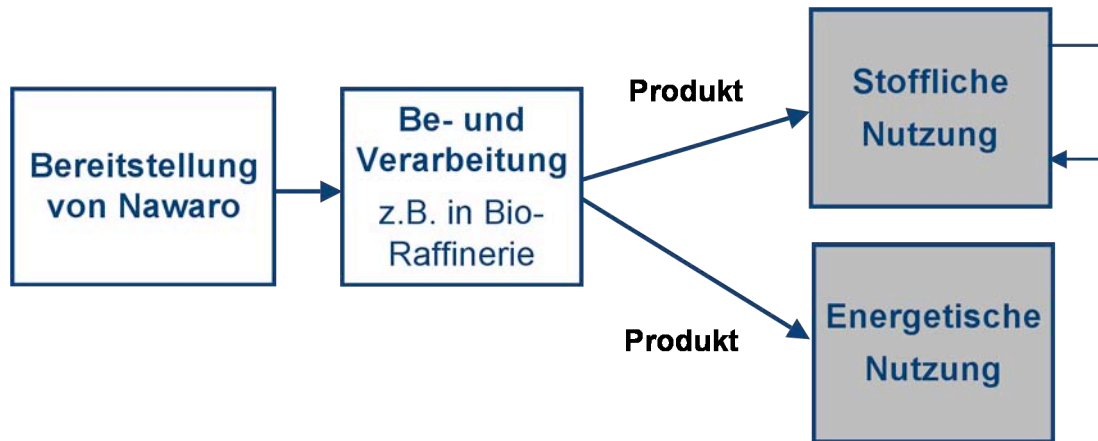 Bereitstellung
von Nawaro
Be- und
Verarbeitung
z.B. in Bio-
Raffinerie
Produkt
Stoffliche
Nutzung
Produkt
Energetische
Nutzung